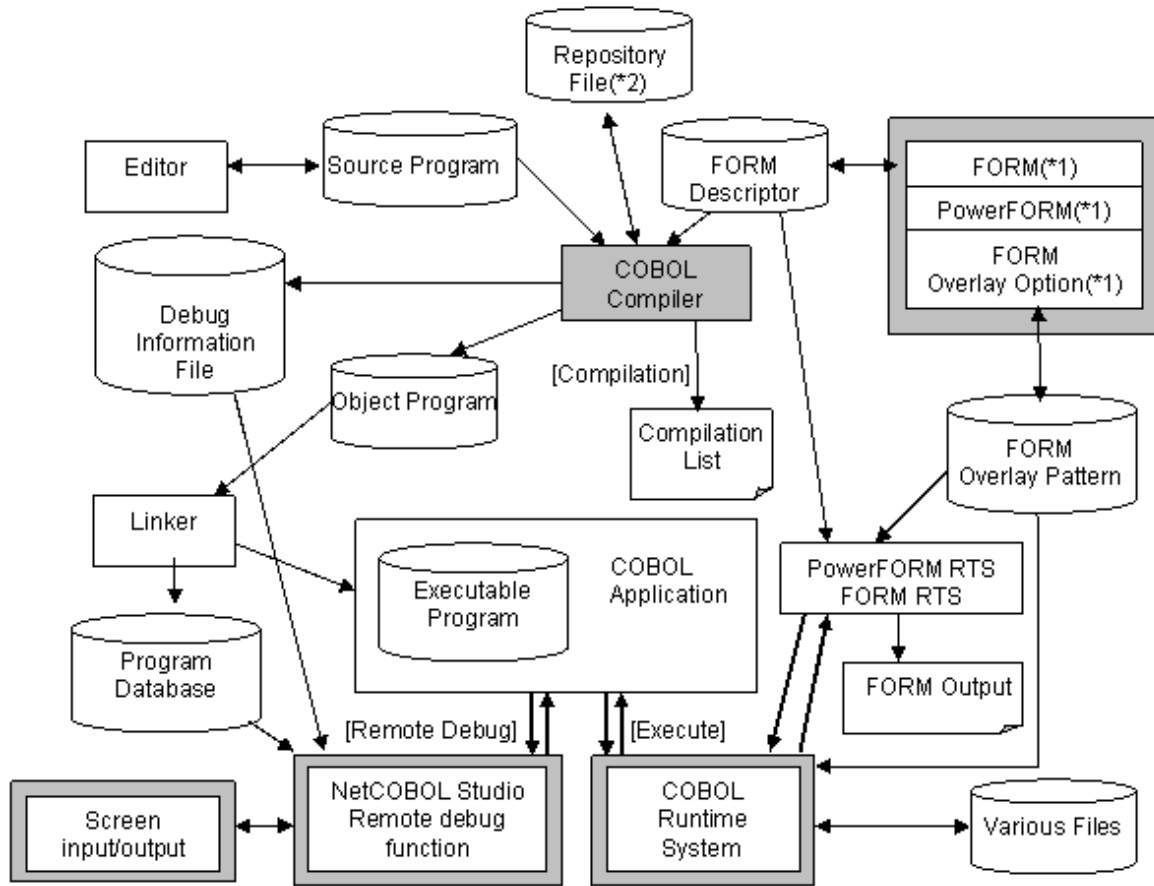 Repository
File(*2)
Editor
Source Program
FORM
Descriptor
FORM(*1)
PowerFORM(*1)
FORM
Overlay Option(*1)
COBOL
Compiler
Debug
Information
File
[Compilation]
Object Program
Compilation
List
FORM
Overlay Pattern
Linker
Executable
Program
COBOL
Application
PowerFORM RTS
FORM RTS
Program
Database
FORM Output
[Remote Debug]
[Execute]
Screen
input/output
NetCOBOL Studio
Remote debug
function
COBOL
Runtime
System
Various Files